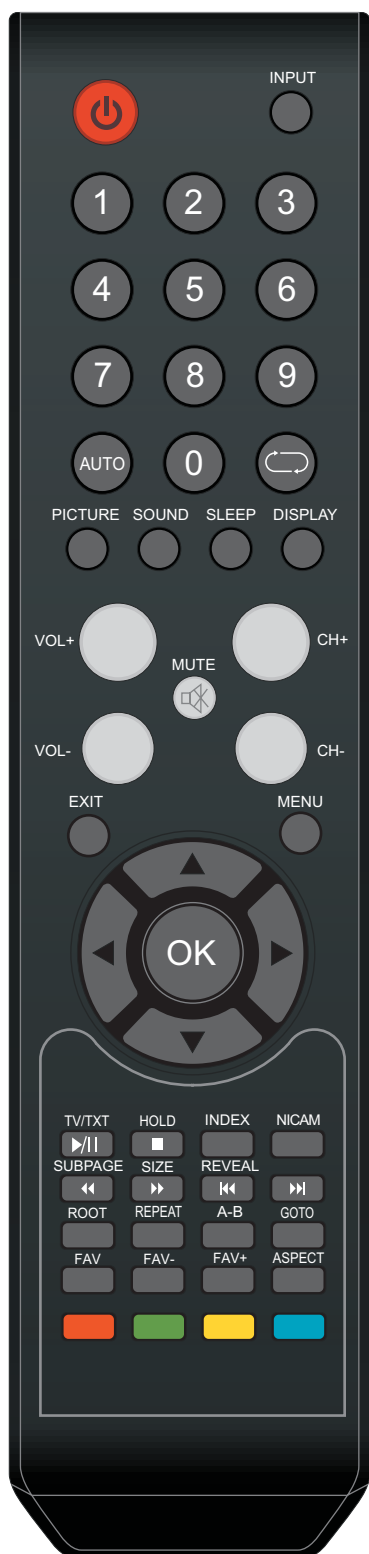 INPUT
1 2 3
4 5 6
7 8 9
AUTO 0
PICTURE SOUND SLEEP DISPLAY
VOL+ CH+
MUTE
VOL- CH-
EXIT MENU
OK
TV/TXT HOLD INDEX NICAM
SUBPAGE SIZE REVEAL
ROOT REPEAT A-B GOTO
FAV FAV- FAV+ ASPECT